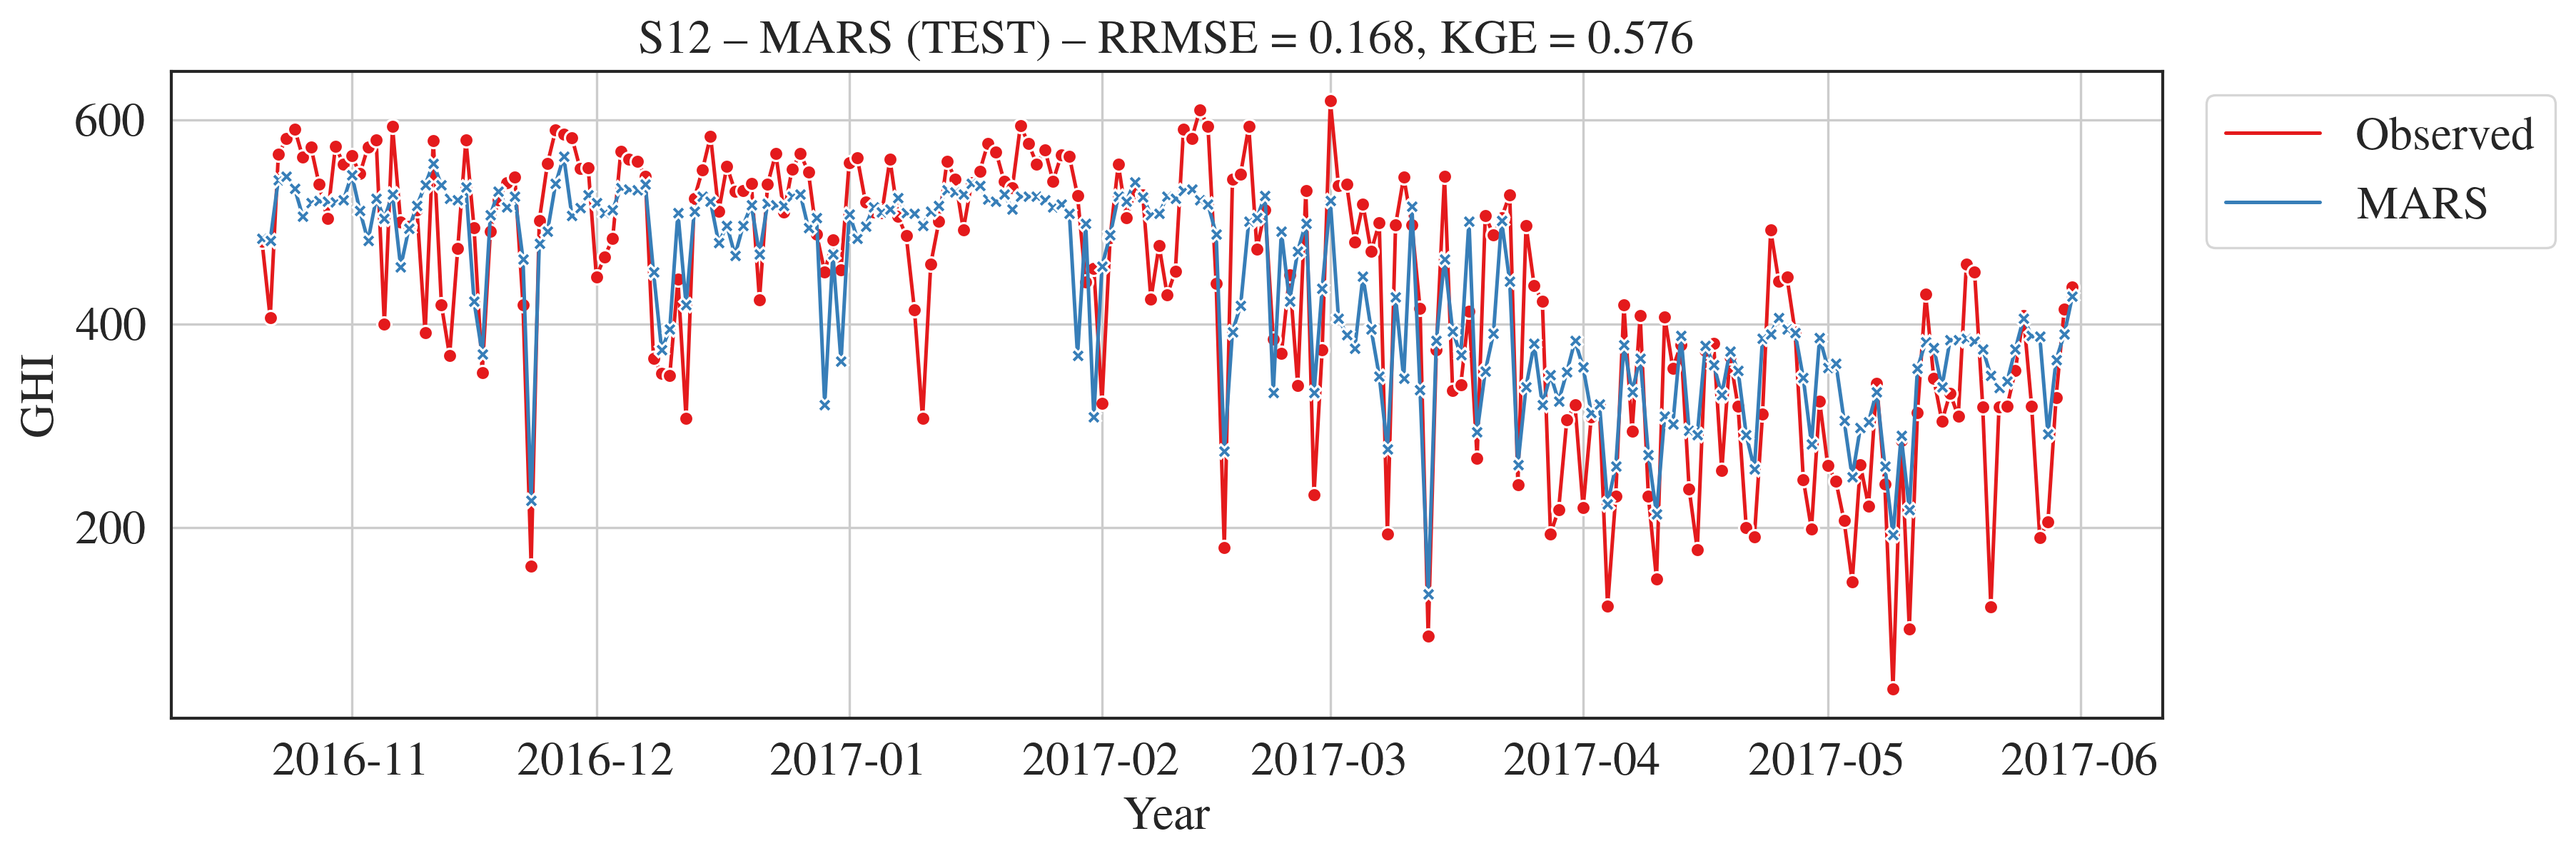 S12 – MARS (TEST) – RRMSE = 0.168, KGE = 0.576
Observed
MARS
GHI
600
400
200
2016-11
2016-12
2017-01
2017-02
2017-03
2017-04
2017-05
2017-06
Year